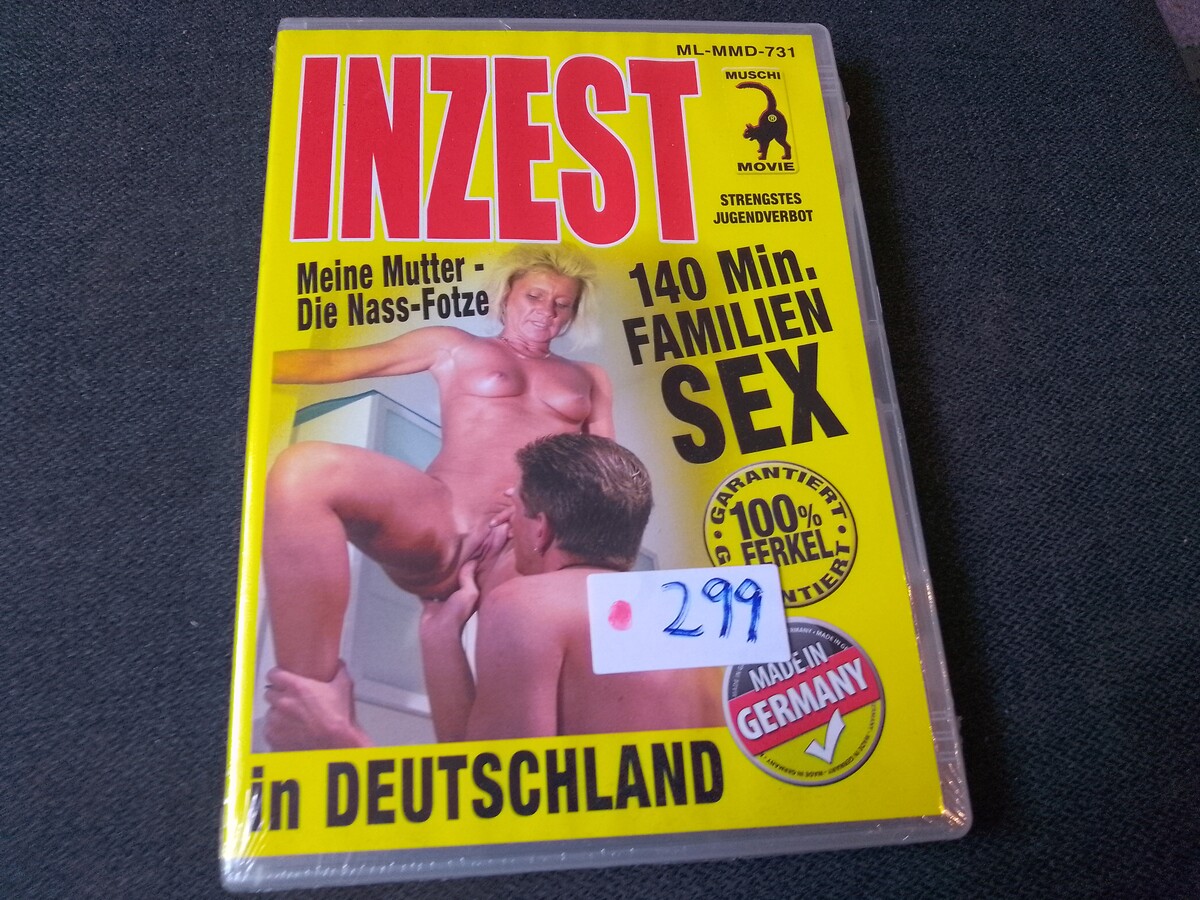 ML-MMD-731
INZEST
MUSCHI
®
MOVIE
STRENGSTES
JUGENDVERBOT
Meine Mutter -
Die Nass-Fotze
140 Min.
FAMILIEN
SEX
GARANTIERT
100%
FERKEL
299
MADE IN
GERMANY
in DEUTSCHLAND